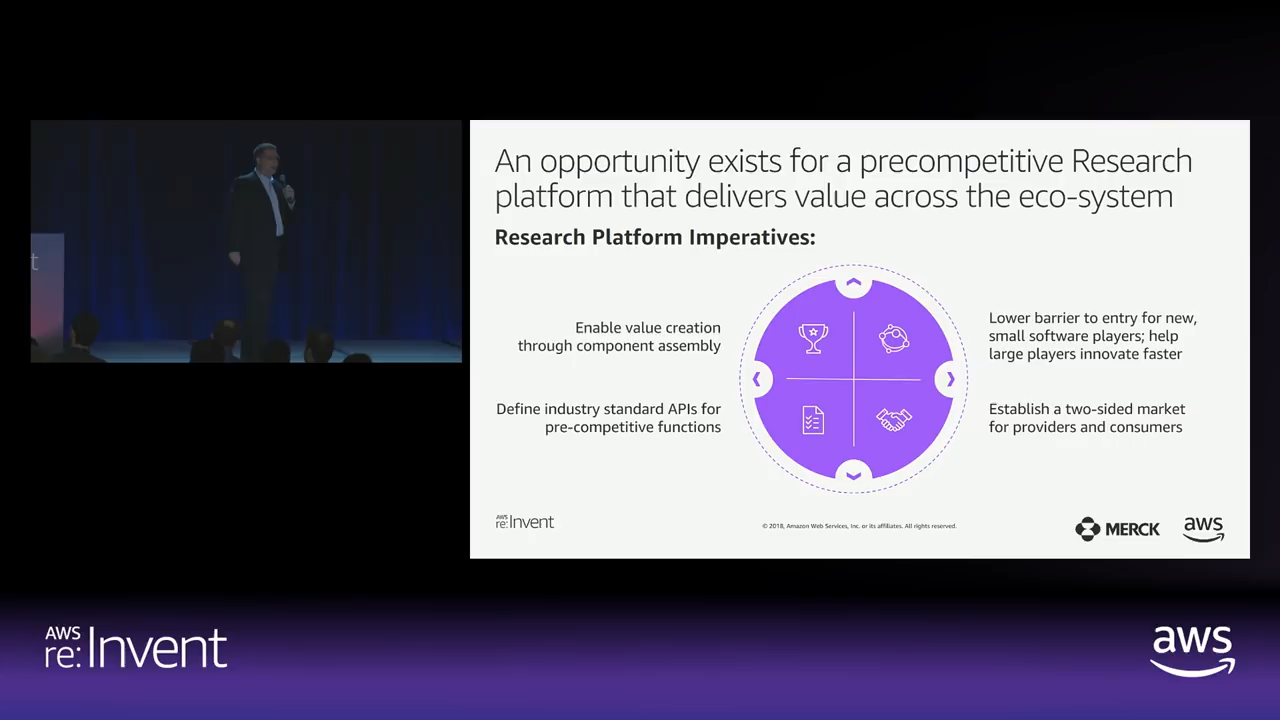 An opportunity exists for a precompetitive Research
platform that delivers value across the eco-system
Research Platform Imperatives:
Enable value creation
through component assembly
Lower barrier to entry for new,
small software players; help
large players innovate faster
Define industry standard APIs for
pre-competitive functions
Establish a two-sided market
for providers and consumers
AWS
re:Invent
© 2018, Amazon Web Services, Inc. or its affiliates. All rights reserved.
MERCK
aws
t
AWS
re:Invent
aws